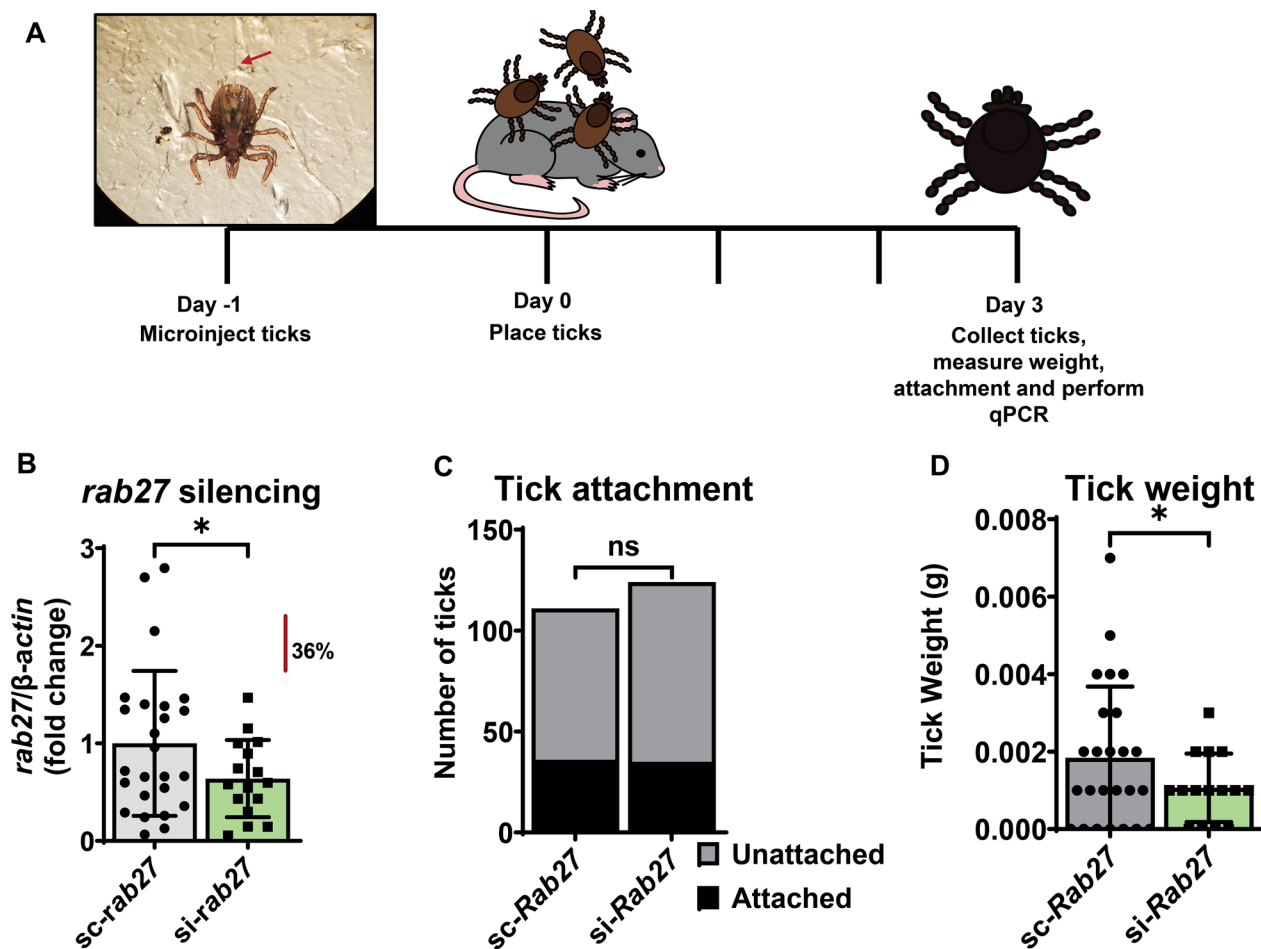 A
Day -1
Microinject ticks
Day 0
Place ticks
Day 3
Collect ticks,
measure weight,
attachment and perform
qPCR
B
rab27 silencing
*
rab27/β-actin
(fold change)
3
2
1
0
36%
sc-rab27
si-rab27
C
Tick attachment
ns
Number of ticks
150
100
50
0
sc-Rab27
si-Rab27
Unattached
Attached
D
Tick weight
*
Tick Weight (g)
0.008
0.006
0.004
0.002
0.000
sc-Rab27
si-Rab27